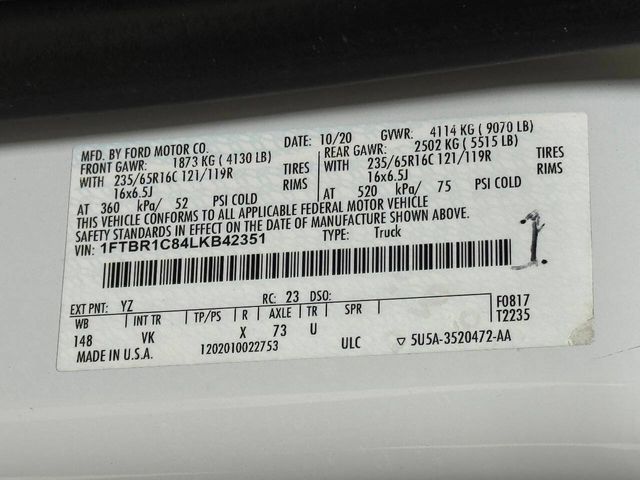 MFD. BY FORD MOTOR CO. DATE: 10/20 GVWR: 4114 KG ( 9070 LB)
FRONT GAWR: 1873 KG ( 4130 LB) REAR GAWR: 2502 KG ( 5515 LB)
WITH 235/65R16C 121/119R TIRES WITH 235/65R16C 121/119R TIRES
16x6.5J RIMS 16x6.5J RIMS
AT 360 kPa/ 52 PSI COLD AT 520 kPa/ 75 PSI COLD
THIS VEHICLE CONFORMS TO ALL APPLICABLE FEDERAL MOTOR VEHICLE
SAFETY STANDARDS IN EFFECT ON THE DATE OF MANUFACTURE SHOWN ABOVE.
VIN: 1FTBR1C84LKB42351 TYPE: Truck
1.
EXT PNT: YZ RC: 23 DSO: F0817
WB INT TR TP/PS R AXLE TR SPR T2235
148 VK X 73 U
MADE IN U.S.A. 1202010022753 ULC ▽ 5U5A-3520472-AA